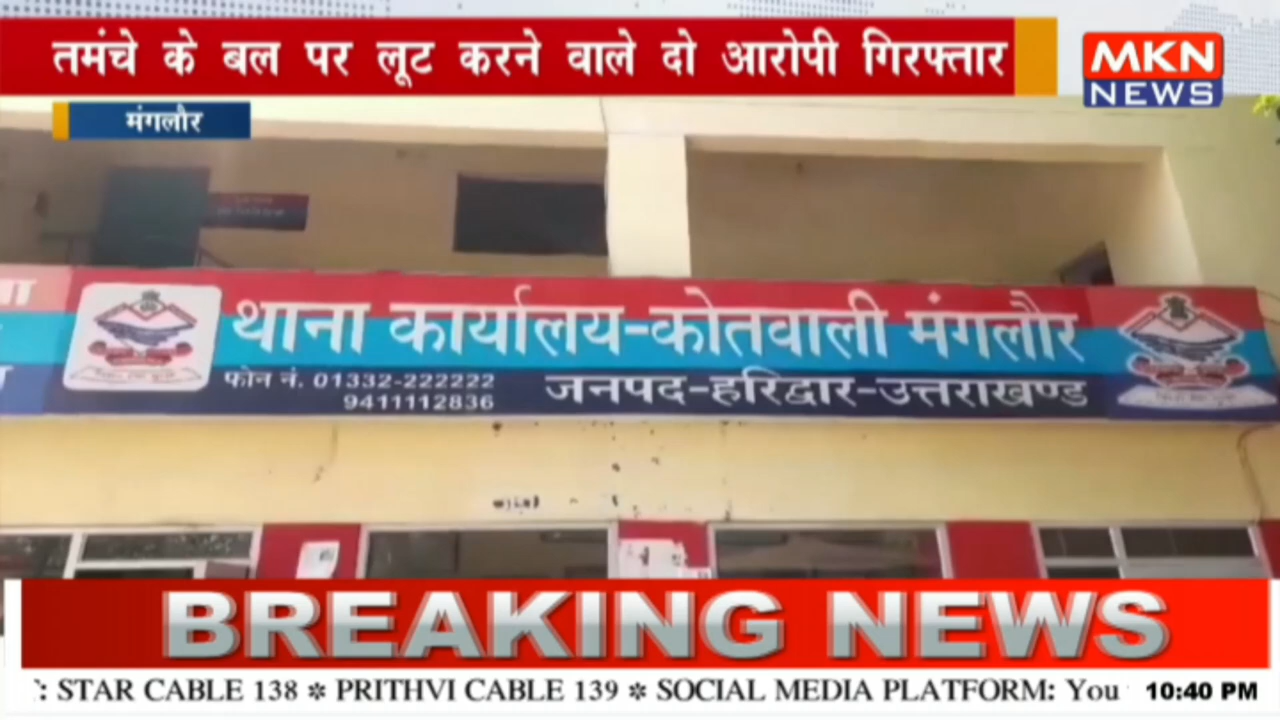 तमंचे के बल पर लूट करने वाले दो आरोपी गिरफ्तार
MKN
NEWS
मंगलौर
थाना कार्यालय-कोतवाली मंगलौर
फोन नं. 01332-222222
9411112836
जनपद-हरिद्वार-उत्तराखण्ड
BREAKING NEWS
: STAR CABLE 138 * PRITHVI CABLE 139 * SOCIAL MEDIA PLATFORM: You
10:40 PM